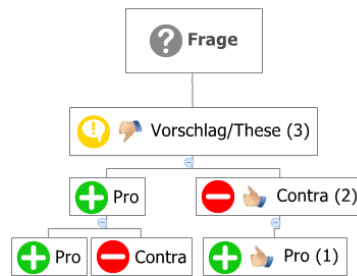 Frage
Vorschlag/These (3)
Pro
Contra (2)
Pro
Contra
Pro (1)